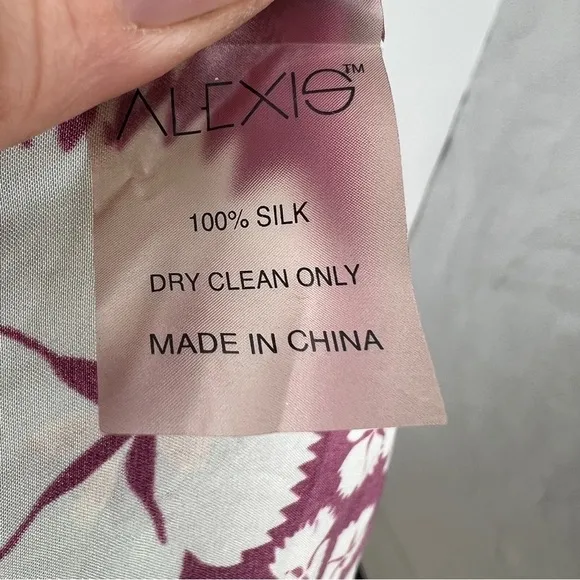 ALEXIS™
100% SILK
DRY CLEAN ONLY
MADE IN CHINA